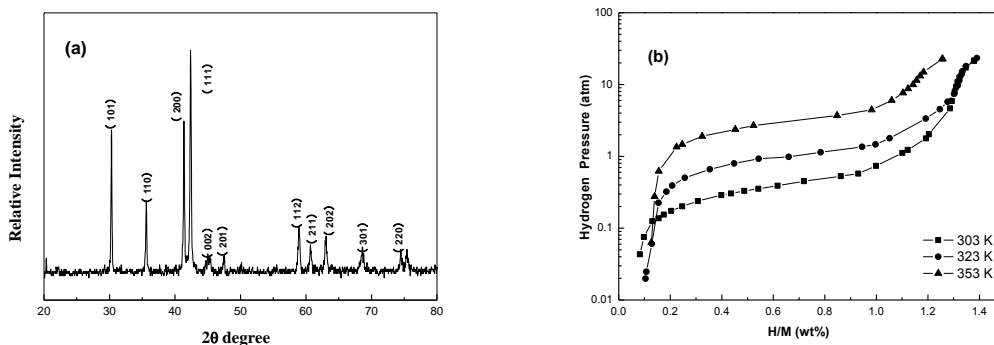 (a)
Relative Intensity
( 101)
( 110)
( 200)
( 111)
( 002)
( 201)
( 112)
( 211)
( 202)
( 301)
( 220)
20 30 40 50 60 70 80
2θ degree
(b)
Hydrogen Pressure (atm)
100
10
1
0.1
0.01
303 K
323 K
353 K
0.0 0.2 0.4 0.6 0.8 1.0 1.2 1.4
H/M (wt%)